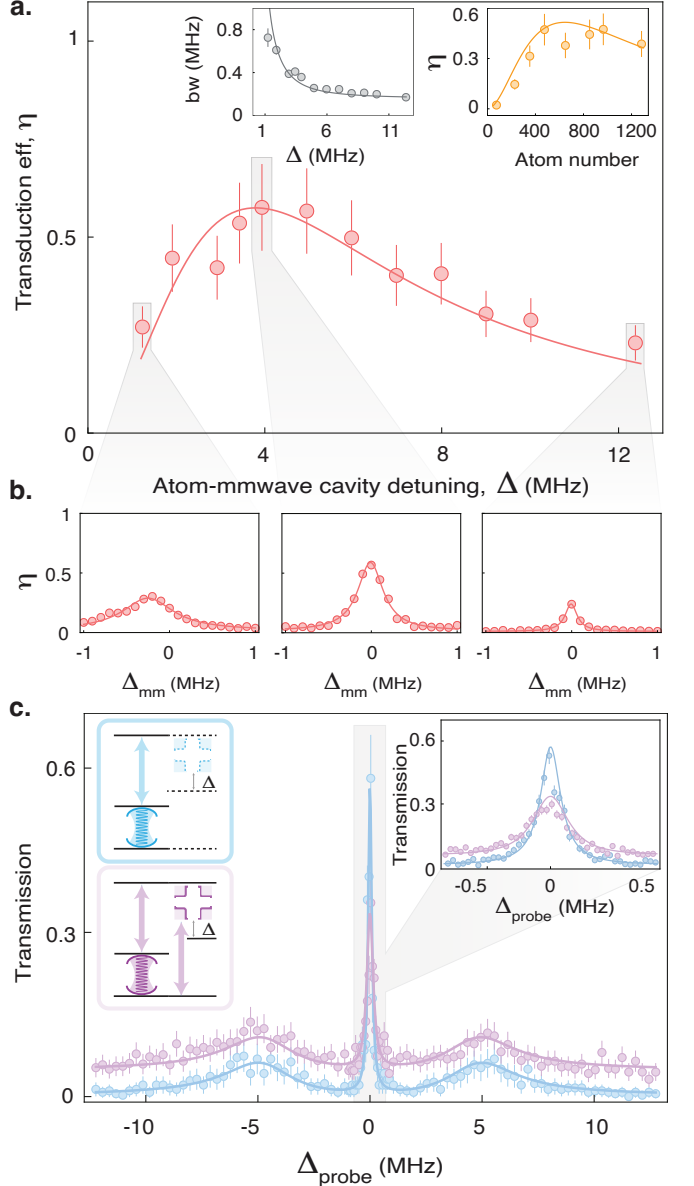 a.
Transduction eff, η
1
0.5
0
0
4
8
12
Atom-mmwave cavity detuning, Δ (MHz)
bw (MHz)
0.8
0.4
0
1
6
11
Δ (MHz)
η
0.6
0.3
0
0
400
800
1200
Atom number
b.
η
1
0.5
0
-1
0
1
-1
0
1
-1
0
1
Δmm (MHz)
Δmm (MHz)
Δmm (MHz)
c.
Transmission
0.6
0.3
0
-10
-5
0
5
10
Δprobe (MHz)
Δ
Δ
Transmission
0.6
0.3
0
-0.5
0
0.5
Δprobe (MHz)